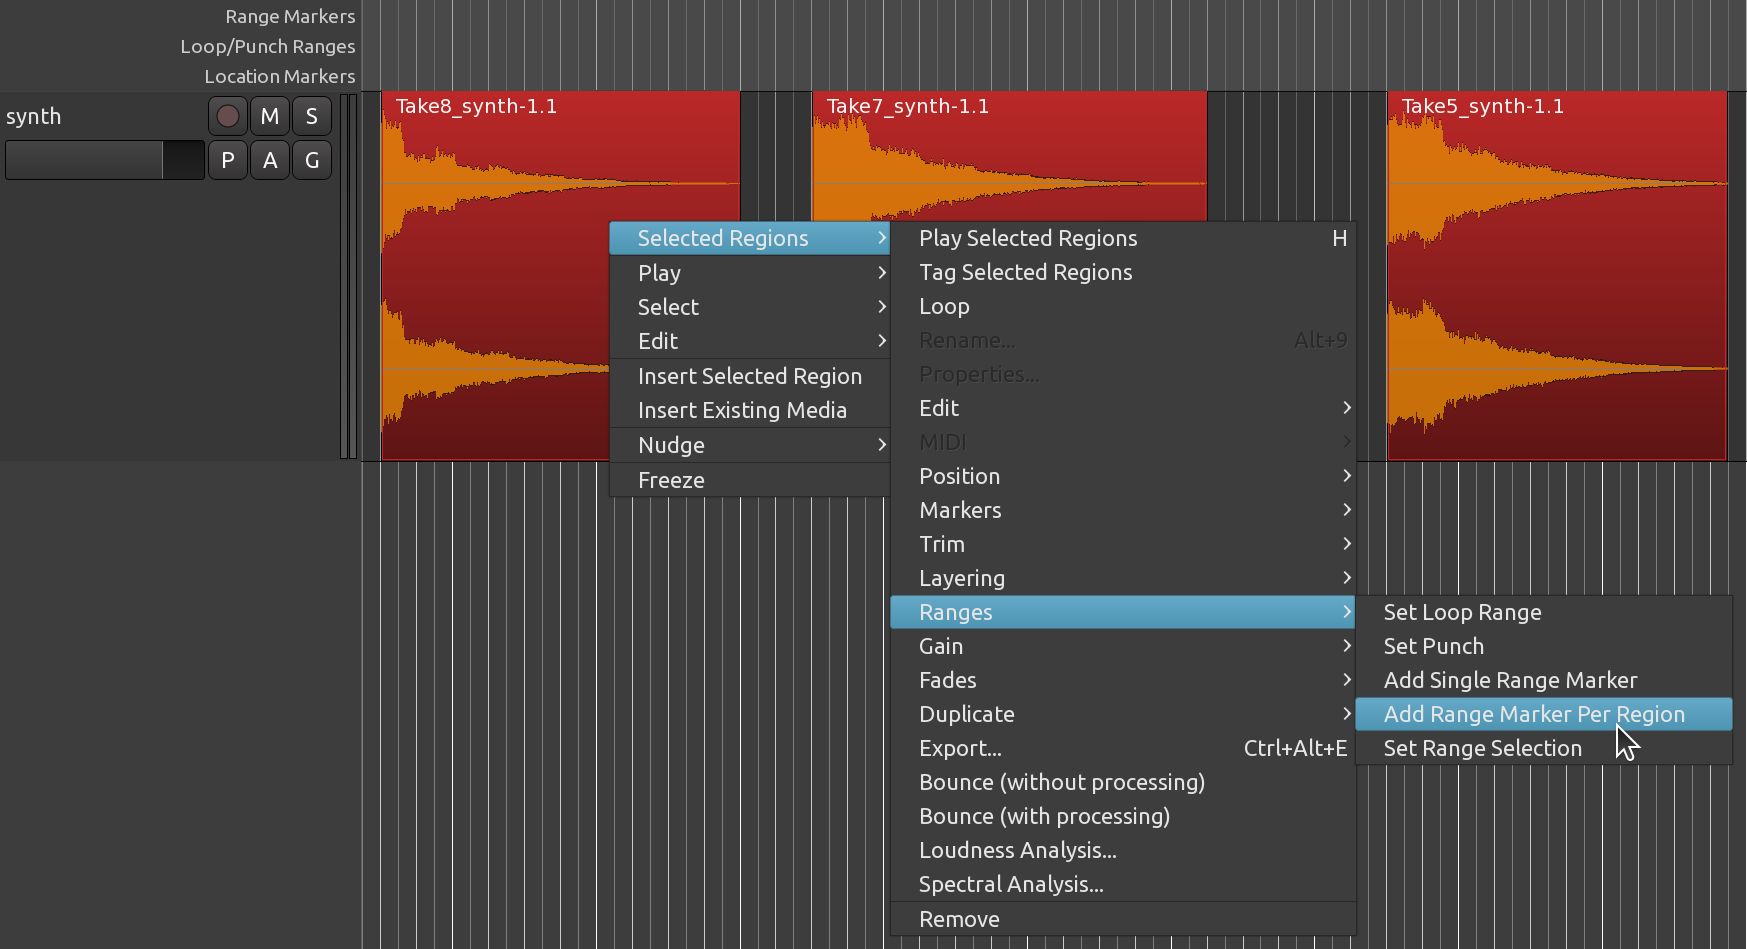 Range Markers
Loop/Punch Ranges
Location Markers
synth
M S
P A G
Take8_synth-1.1
Take7_synth-1.1
Take5_synth-1.1
Selected Regions
Play
Select
Edit
Insert Selected Region
Insert Existing Media
Nudge
Freeze
Play Selected Regions H
Tag Selected Regions
Loop
Rename... Alt+9
Properties...
Edit
MIDI
Position
Markers
Trim
Layering
Ranges
Gain
Fades
Duplicate
Export... Ctrl+Alt+E
Bounce (without processing)
Bounce (with processing)
Loudness Analysis...
Spectral Analysis...
Remove
Set Loop Range
Set Punch
Add Single Range Marker
Add Range Marker Per Region
Set Range Selection